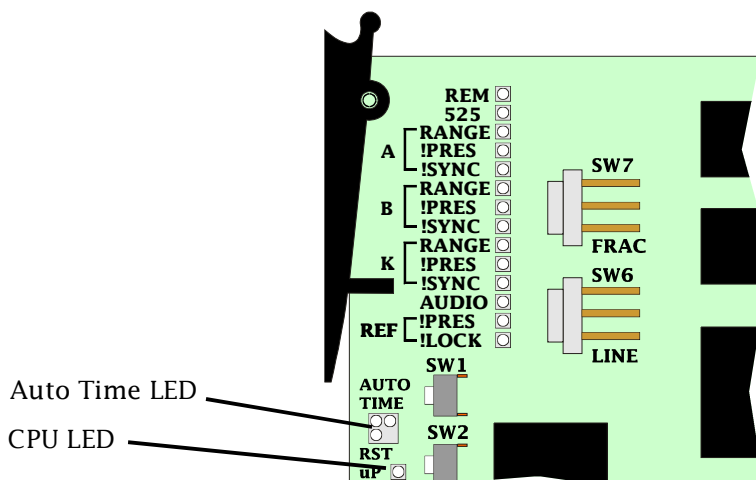 REM
525
A
RANGE
!PRES
!SYNC
B
RANGE
!PRES
!SYNC
K
RANGE
!PRES
!SYNC
AUDIO
REF
!PRES
!LOCK
SW7
FRAC
SW6
LINE
SW1
AUTO
TIME
Auto Time LED
SW2
CPU LED
RST
uP